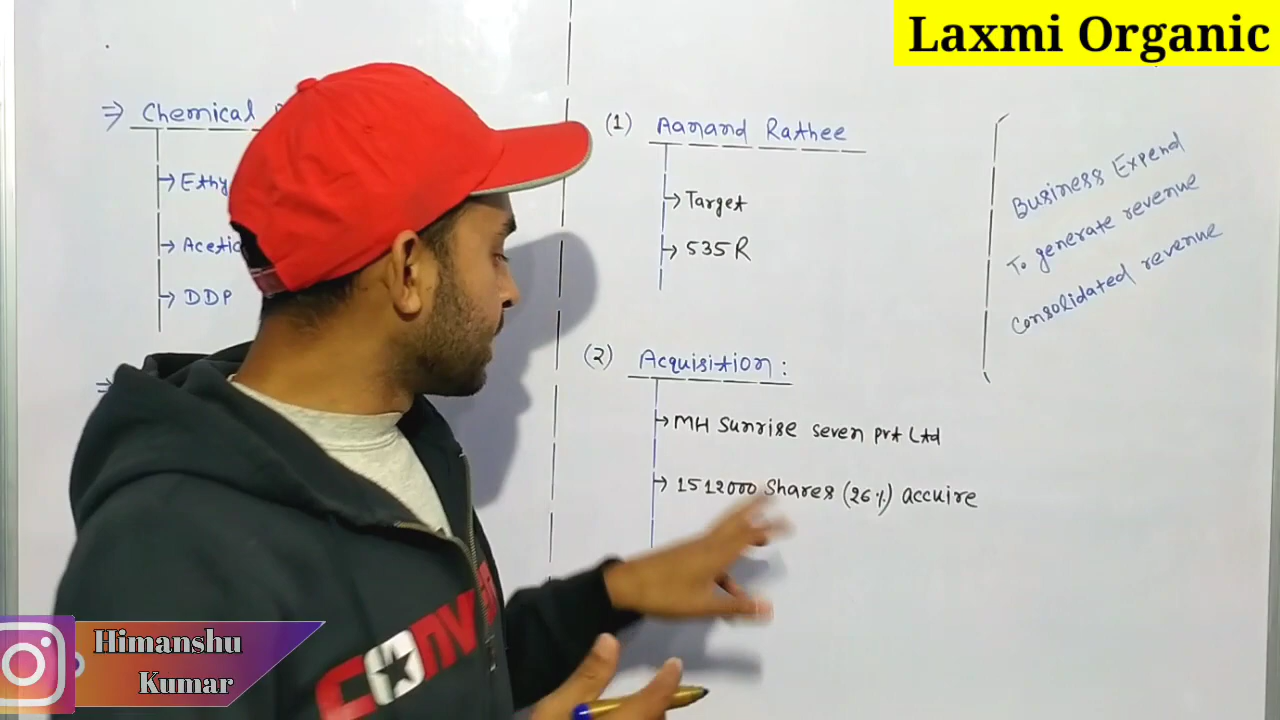 Laxmi Organic
⇒ Chemical
→ Ethy
→ Acetic
→ DDP
(1) Aanand Rathee
→ Target
→ 535 R
(2) Acquisition:
→ MH Sunrise seven pvt Ltd
→ 1512000 Shares (26%) accuire
Business Expend
To generate revenue
Consolidated revenue
Himanshu
Kumar